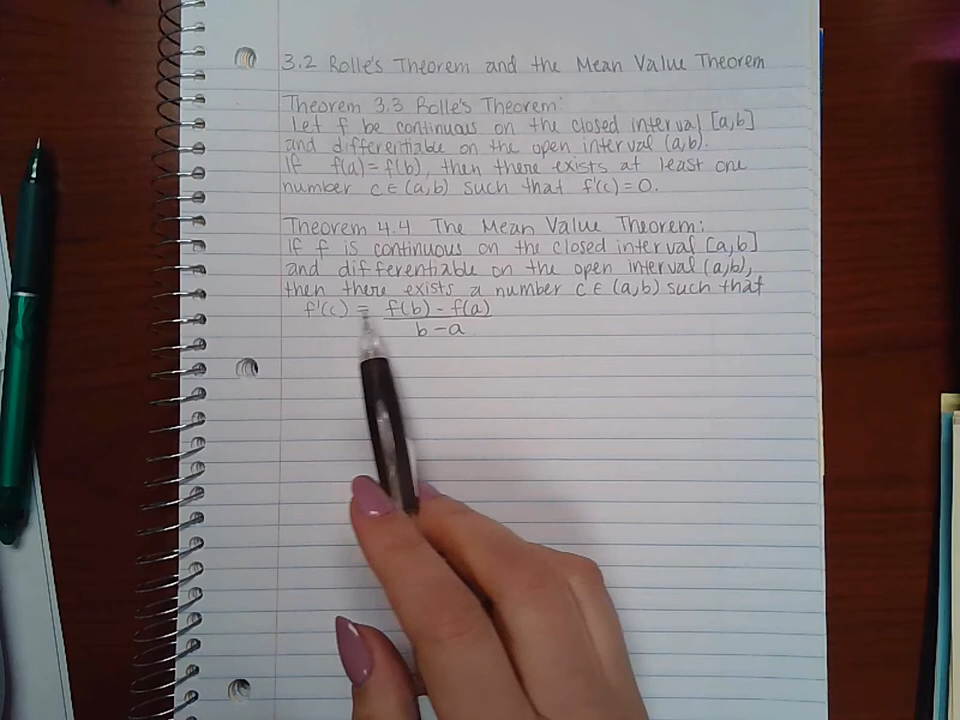 3.2 Rolle's Theorem and the Mean Value Theorem
Theorem 3.3 Rolle's Theorem:
Let f be continuous on the closed interval [a,b]
and differentiable on the open interval (a,b).
If f(a)=f(b), then there exists at least one
number c∈(a,b) such that f'(c)=0.
Theorem 4.4 The Mean Value Theorem:
If f is continuous on the closed interval [a,b]
and differentiable on the open interval (a,b),
then there exists a number c∈(a,b) such that
f'(c) = f(b) - f(a)
b-a